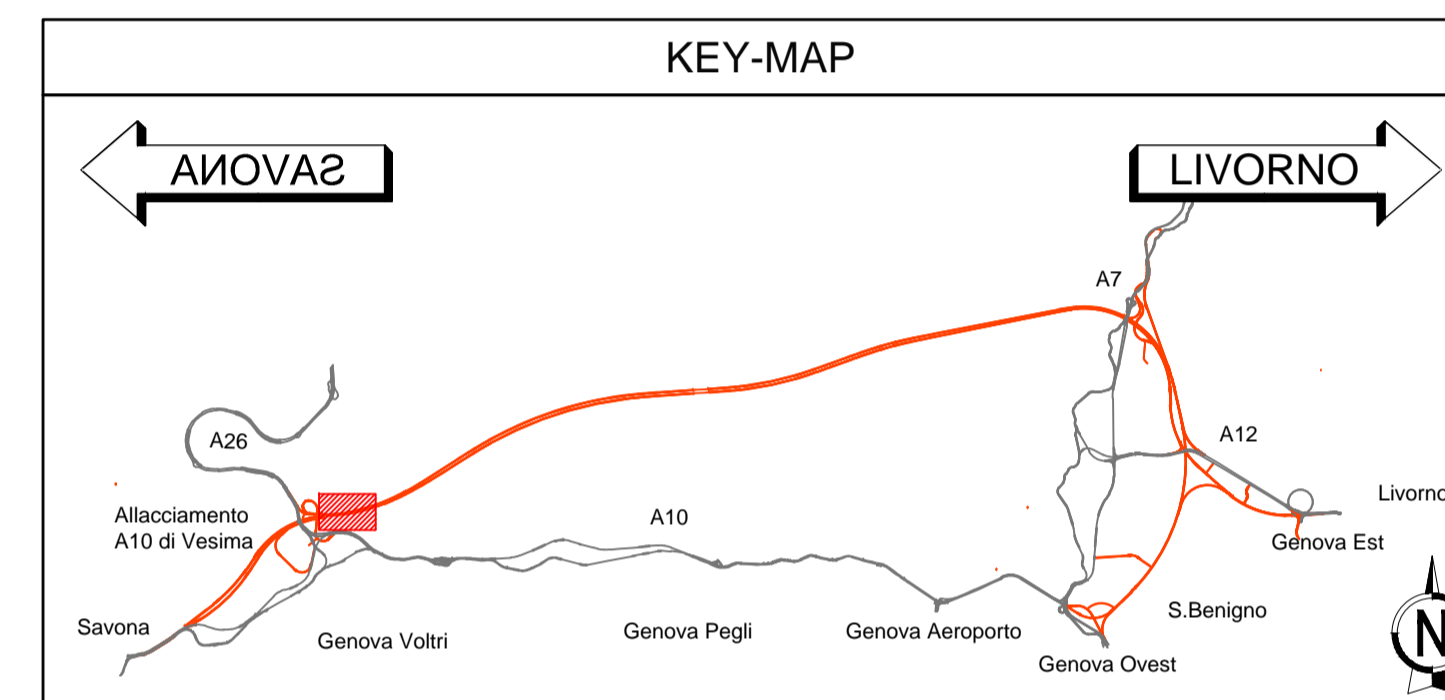 KEY-MAP
SAVONA
LIVORNO
A7
A26
A12
Allacciamento
A10 di Vesima
A10
Livorno
Genova Est
Savona
Genova Voltri
Genova Pegli
Genova Aeroporto
S.Benigno
Genova Ovest
N